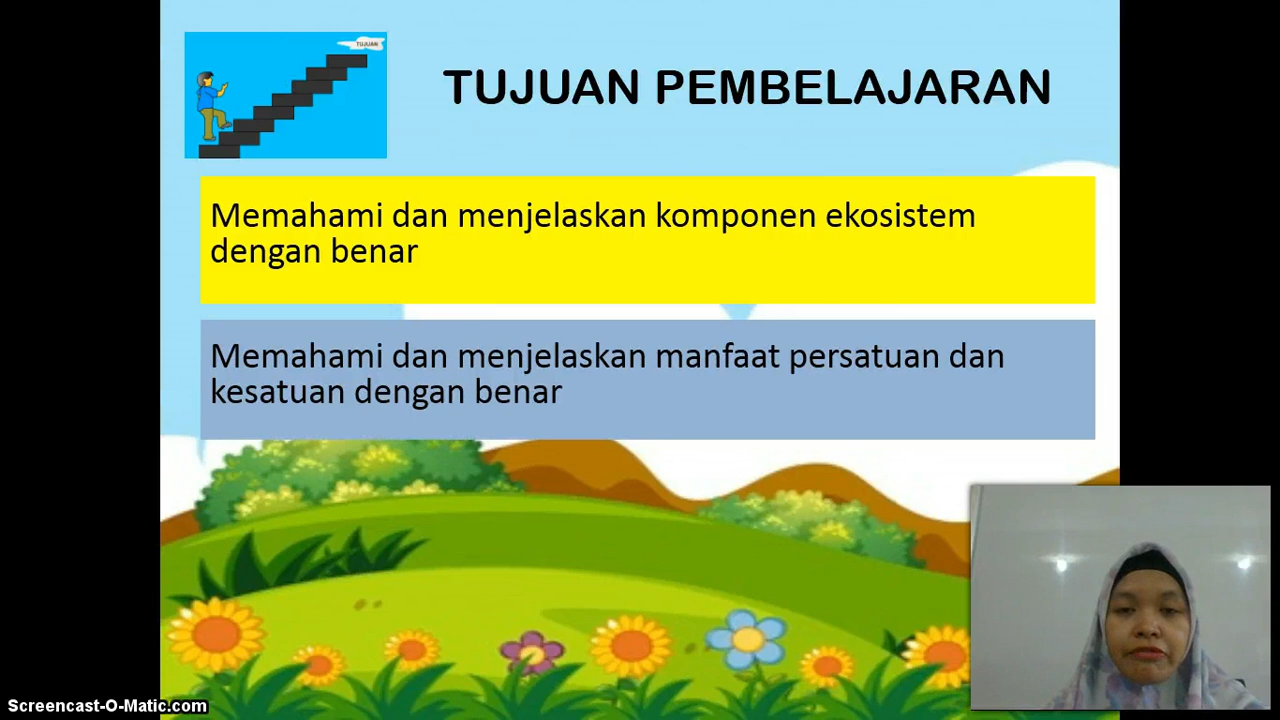 TUJUAN
TUJUAN PEMBELAJARAN
Memahami dan menjelaskan komponen ekosistem
dengan benar
Memahami dan menjelaskan manfaat persatuan dan
kesatuan dengan benar
Screencast-O-Matic.com